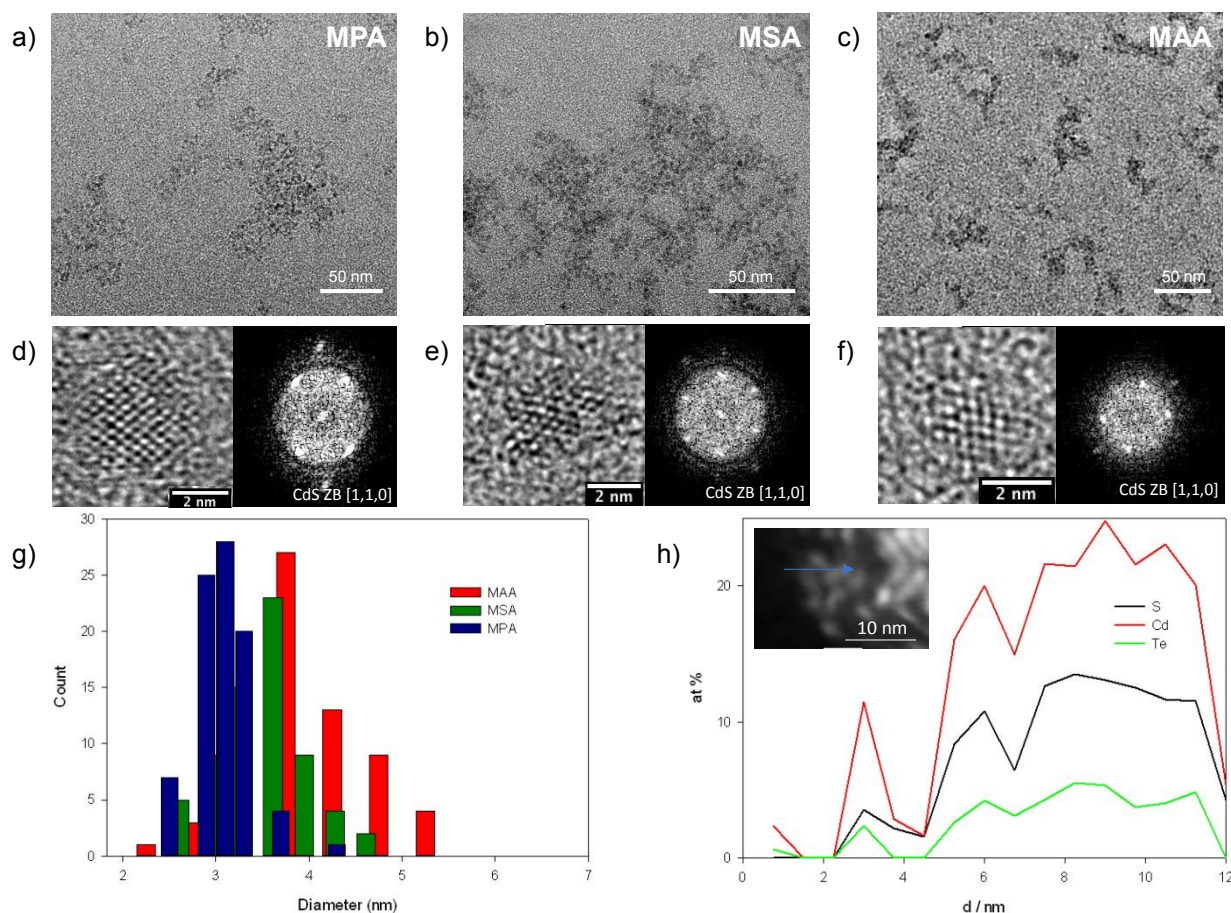 a) MPA
b) MSA
c) MAA
50 nm
50 nm
50 nm
d) 2 nm CdS ZB [1,1,0]
e) 2 nm CdS ZB [1,1,0]
f) 2 nm CdS ZB [1,1,0]
g)
30
25
20
15
10
5
0
Count
MAA
MSA
MPA
2 3 4 5 6 7
Diameter (nm)
h)
10 nm
S
Cd
Te
20
10
0
at %
0 2 4 6 8 10 12
d / nm